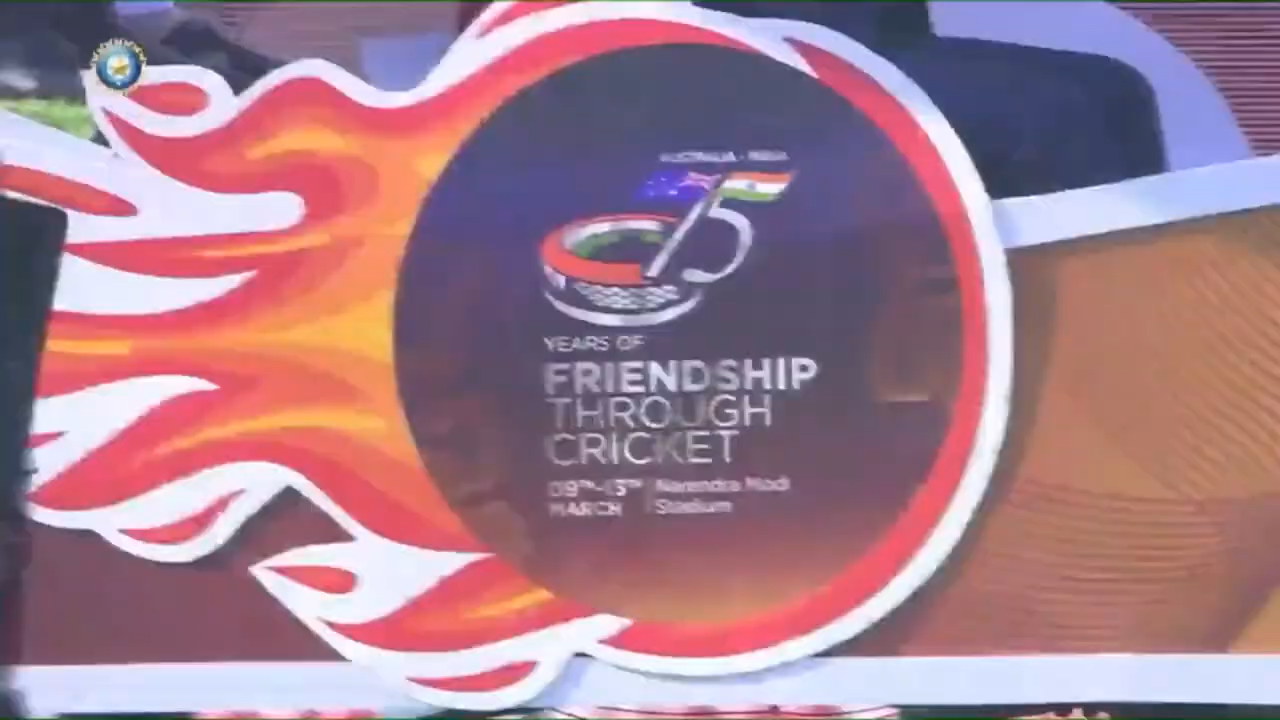 AUSTRALIA - INDIA
75
YEARS OF
FRIENDSHIP
THROUGH
CRICKET
09TH-13TH MARCH
Narendra Modi Stadium